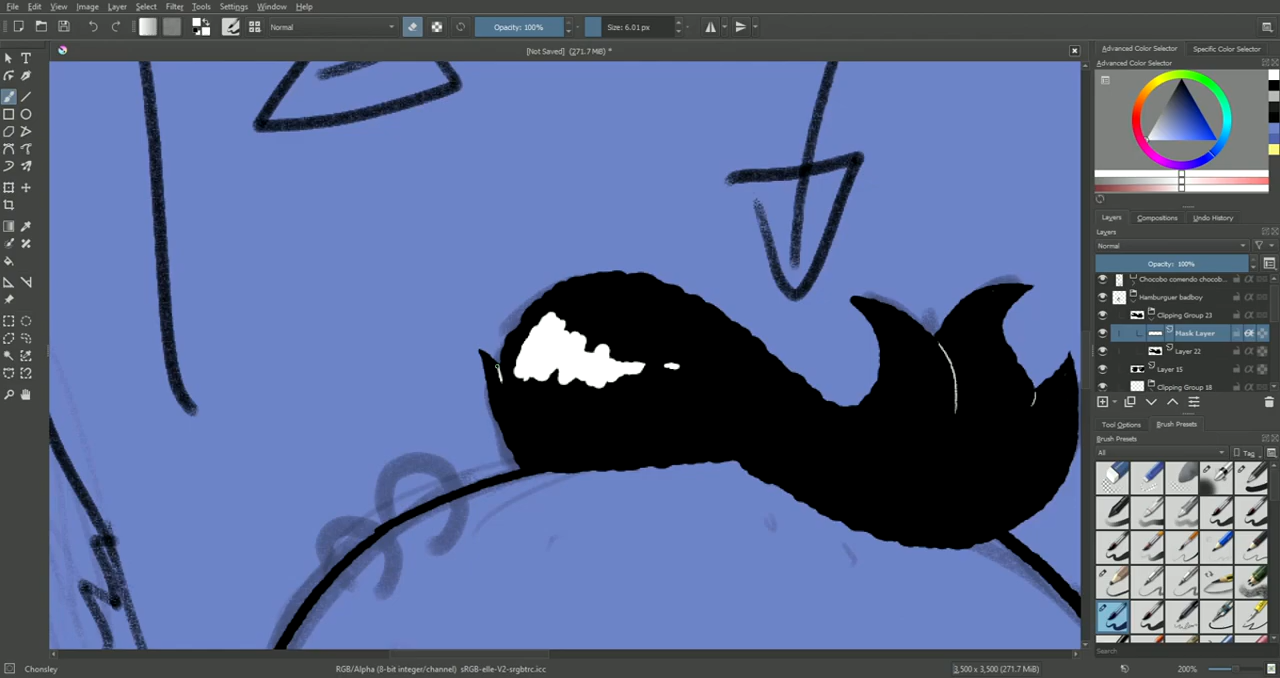 File Edit View Image Layer Select Filter Tools Settings Window Help
Normal Opacity: 100% Size: 6.01 px
[Not Saved] (271.7 MiB) *
Advanced Color Selector Specific Color Selector
Advanced Color Selector
Layers Compositions Undo History
Layers
Normal
Opacity: 100%
Chocobo comendo chocob...
Hamburguer badboy
Clipping Group 23
Mask Layer
Layer 22
Layer 15
Clipping Group 18
Tool Options Brush Presets
Brush Presets
All Tag
Search
Chonsley RGB/Alpha (8-bit integer/channel) sRGB-elle-V2-srgbtrc.icc 3,500 x 3,500 (271.7 MiB) 200%